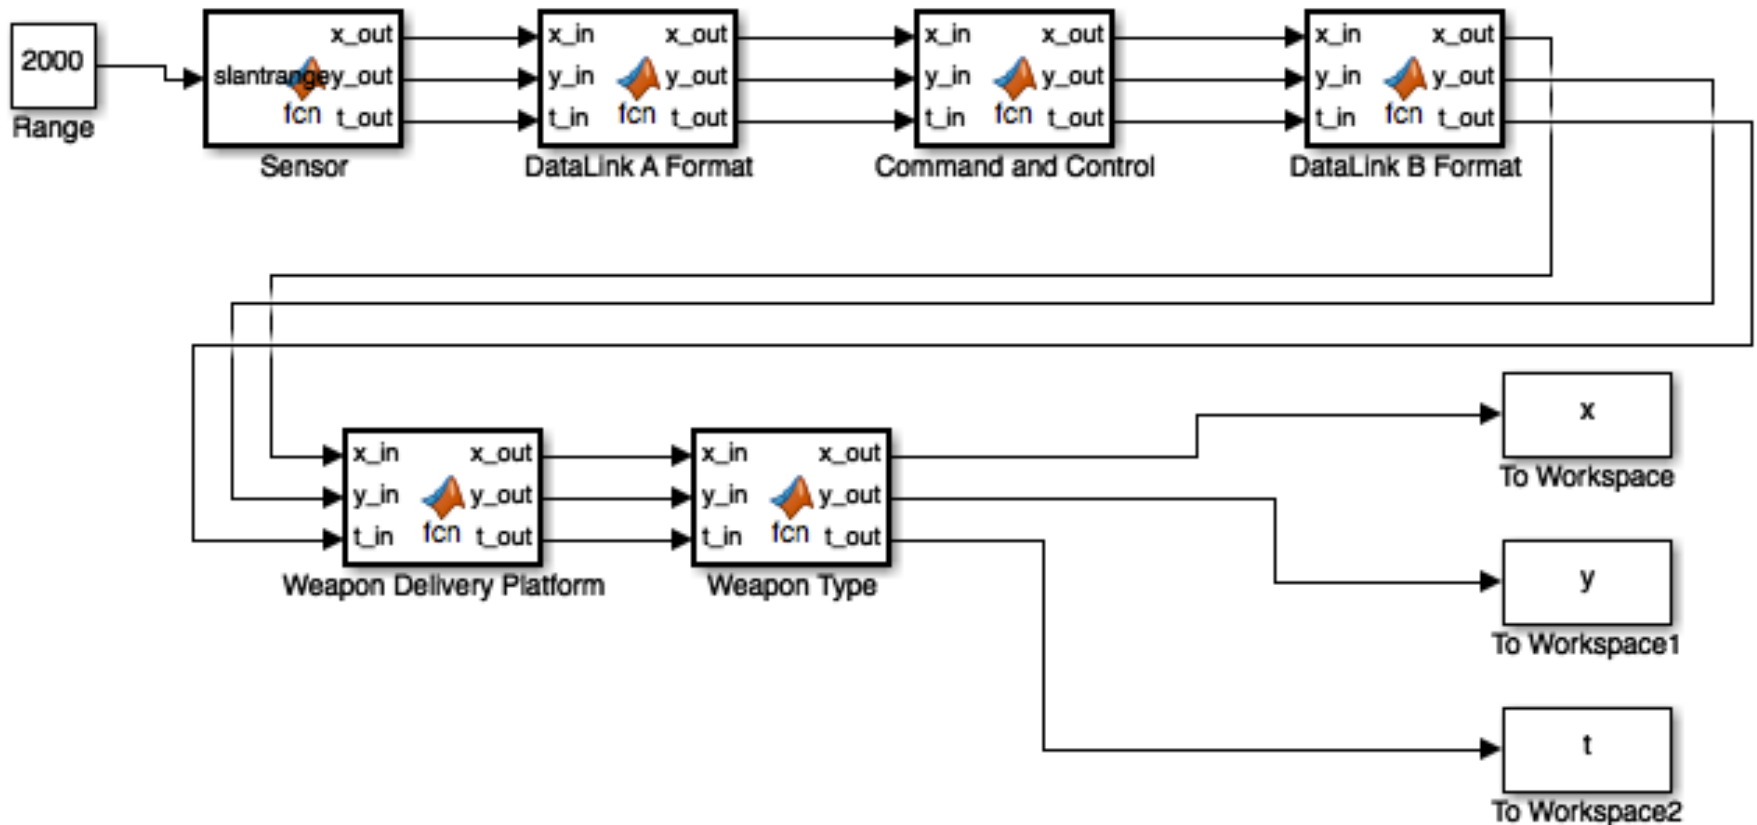 2000
Range
slantrange
x_out
y_out
t_out
fcn
Sensor
x_in
y_in
t_in
x_out
y_out
t_out
fcn
DataLink A Format
x_in
y_in
t_in
x_out
y_out
t_out
fcn
Command and Control
x_in
y_in
t_in
x_out
y_out
t_out
fcn
DataLink B Format
x_in
y_in
t_in
x_out
y_out
t_out
fcn
Weapon Delivery Platform
x_in
y_in
t_in
x_out
y_out
t_out
fcn
Weapon Type
x
To Workspace
y
To Workspace1
t
To Workspace2